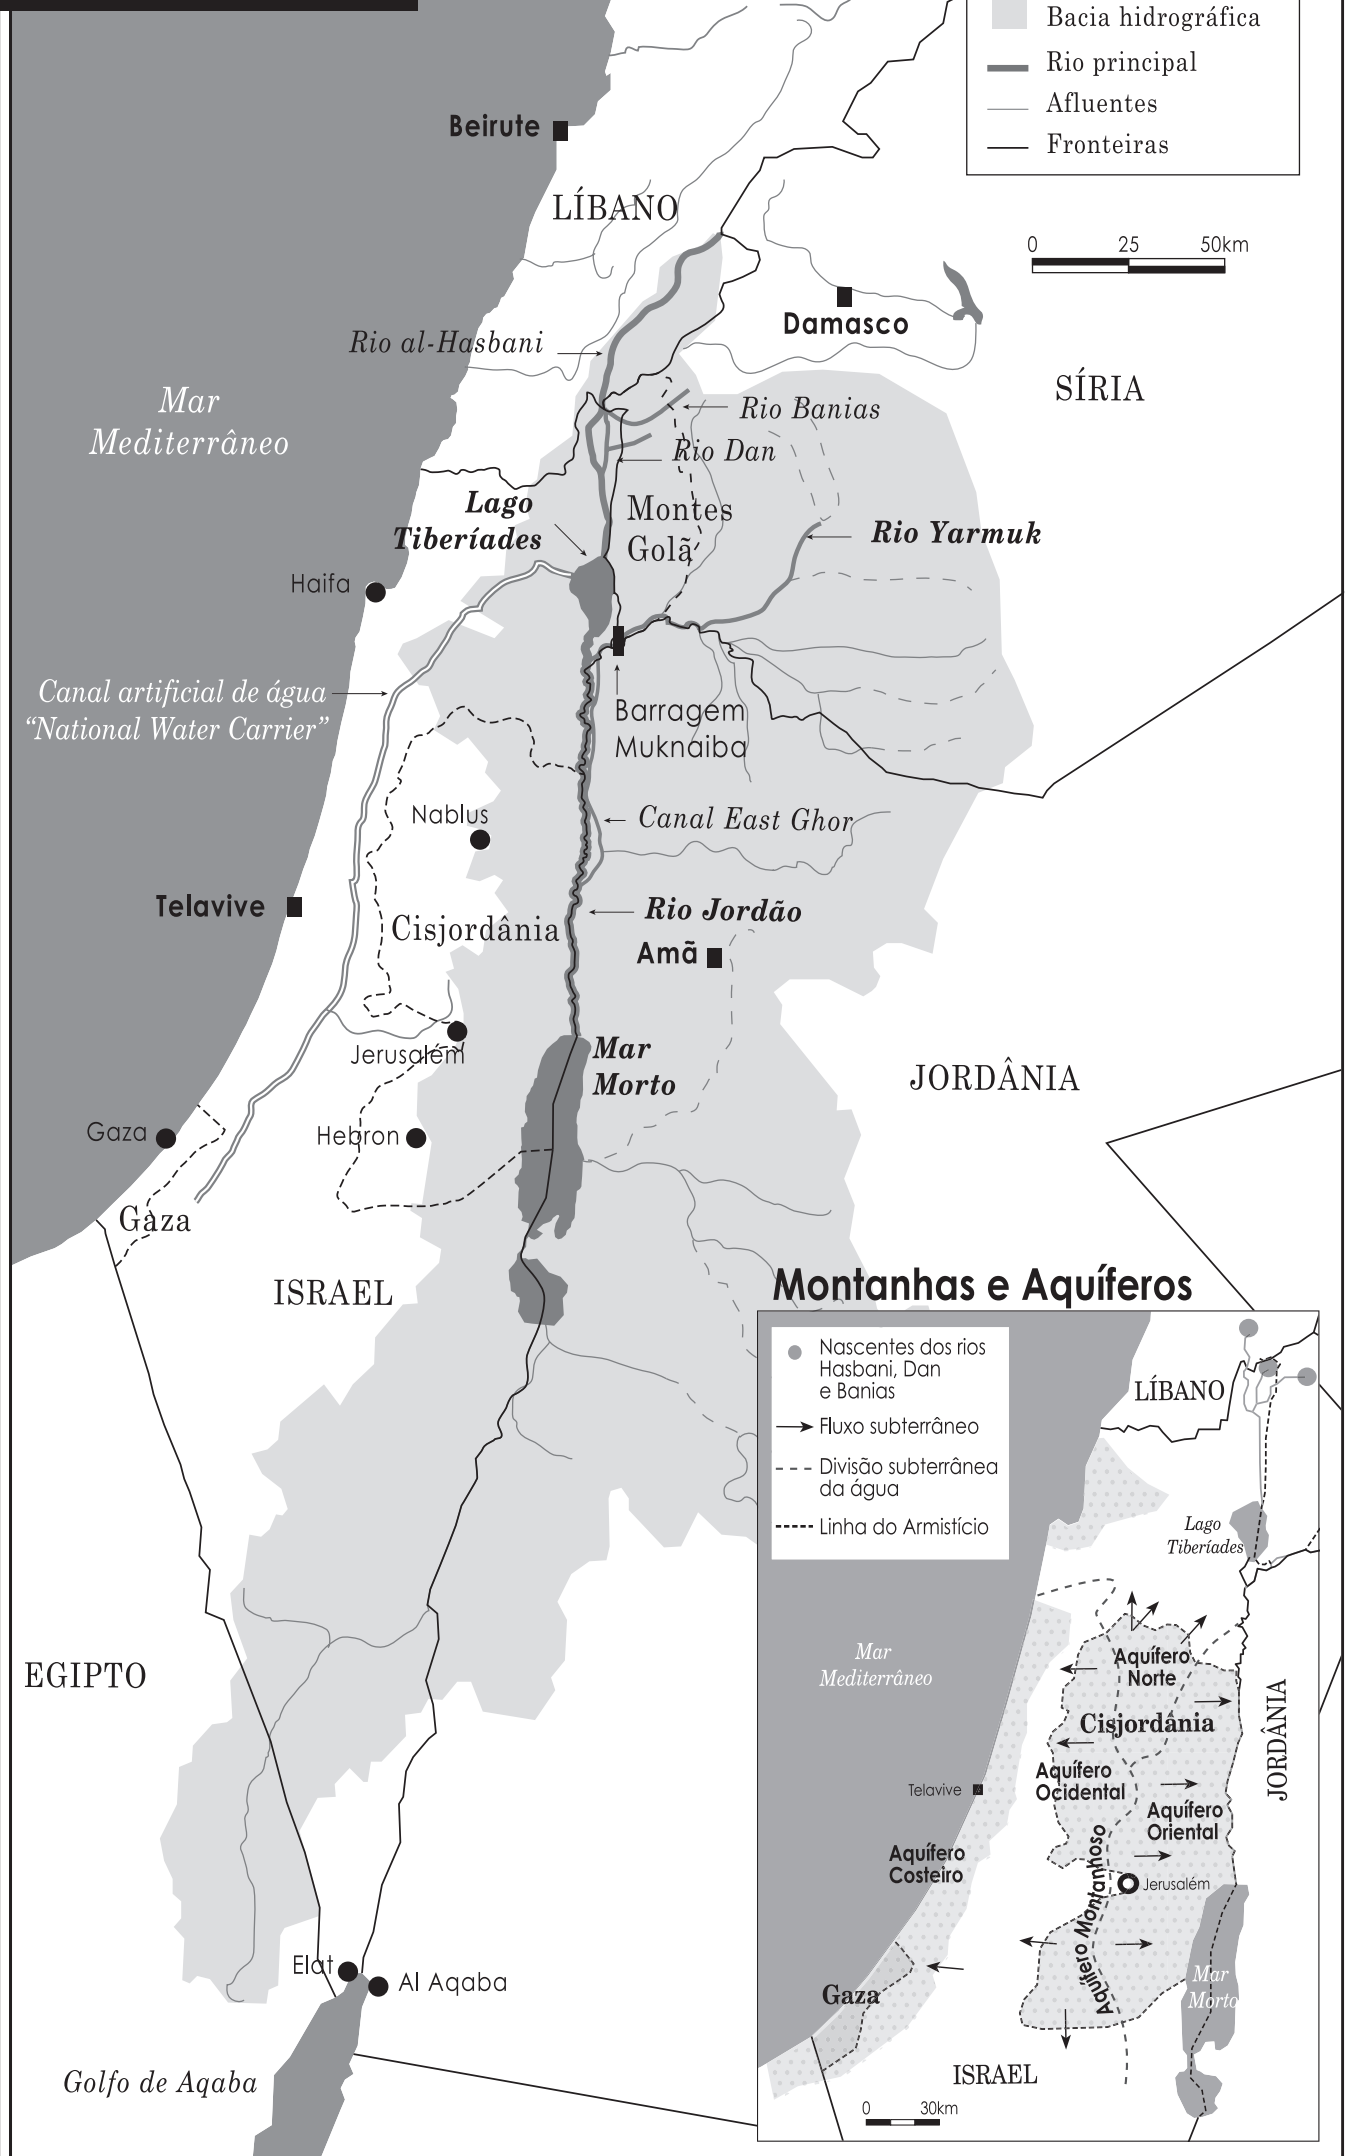 Bacia hidrográfica
Rio principal
Afluentes
Fronteiras
0 25 50km
Beirute
LÍBANO
Damasco
Rio al-Hasbani
SÍRIA
Mar
Mediterrâneo
Rio Banias
Rio Dan
Lago
Tiberíades
Montes
Golã
Rio Yarmuk
Haifa
Canal artificial de água
“National Water Carrier”
Barragem
Muknaiba
Nablus
Canal East Ghor
Telavive
Cisjordânia
Rio Jordão
Amã
Jerusalém
Mar
Morto
JORDÂNIA
Gaza
Hebron
Gaza
ISRAEL
EGIPTO
Elat
Al Aqaba
Golfo de Aqaba
Montanhas e Aquíferos
Nascentes dos rios
Hasbani, Dan
e Banias
Fluxo subterrâneo
Divisão subterrânea
da água
Linha do Armistício
LÍBANO
Lago
Tiberíades
Mar
Mediterrâneo
Aquífero
Norte
Cisjordânia
JORDÂNIA
Aquífero
Ocidental
Telavive
Aquífero
Oriental
Aquífero
Costeiro
Aquífero Montanhoso
Jerusalém
Gaza
Mar
Morto
ISRAEL
0 30km